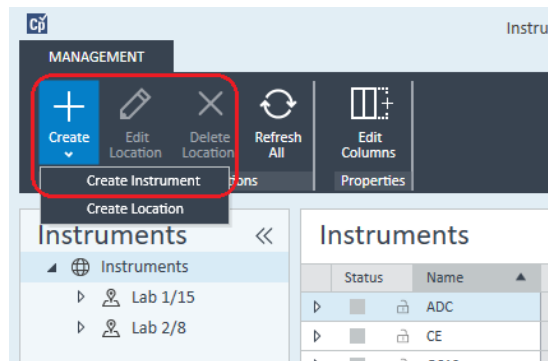 Cp
Instru
MANAGEMENT
Create
Edit Location
Delete Location
Refresh All
Edit Columns
Create Instrument
ons
Properties
Create Location
Instruments
Instruments
Instruments
Status Name
Lab 1/15
ADC
Lab 2/8
CE